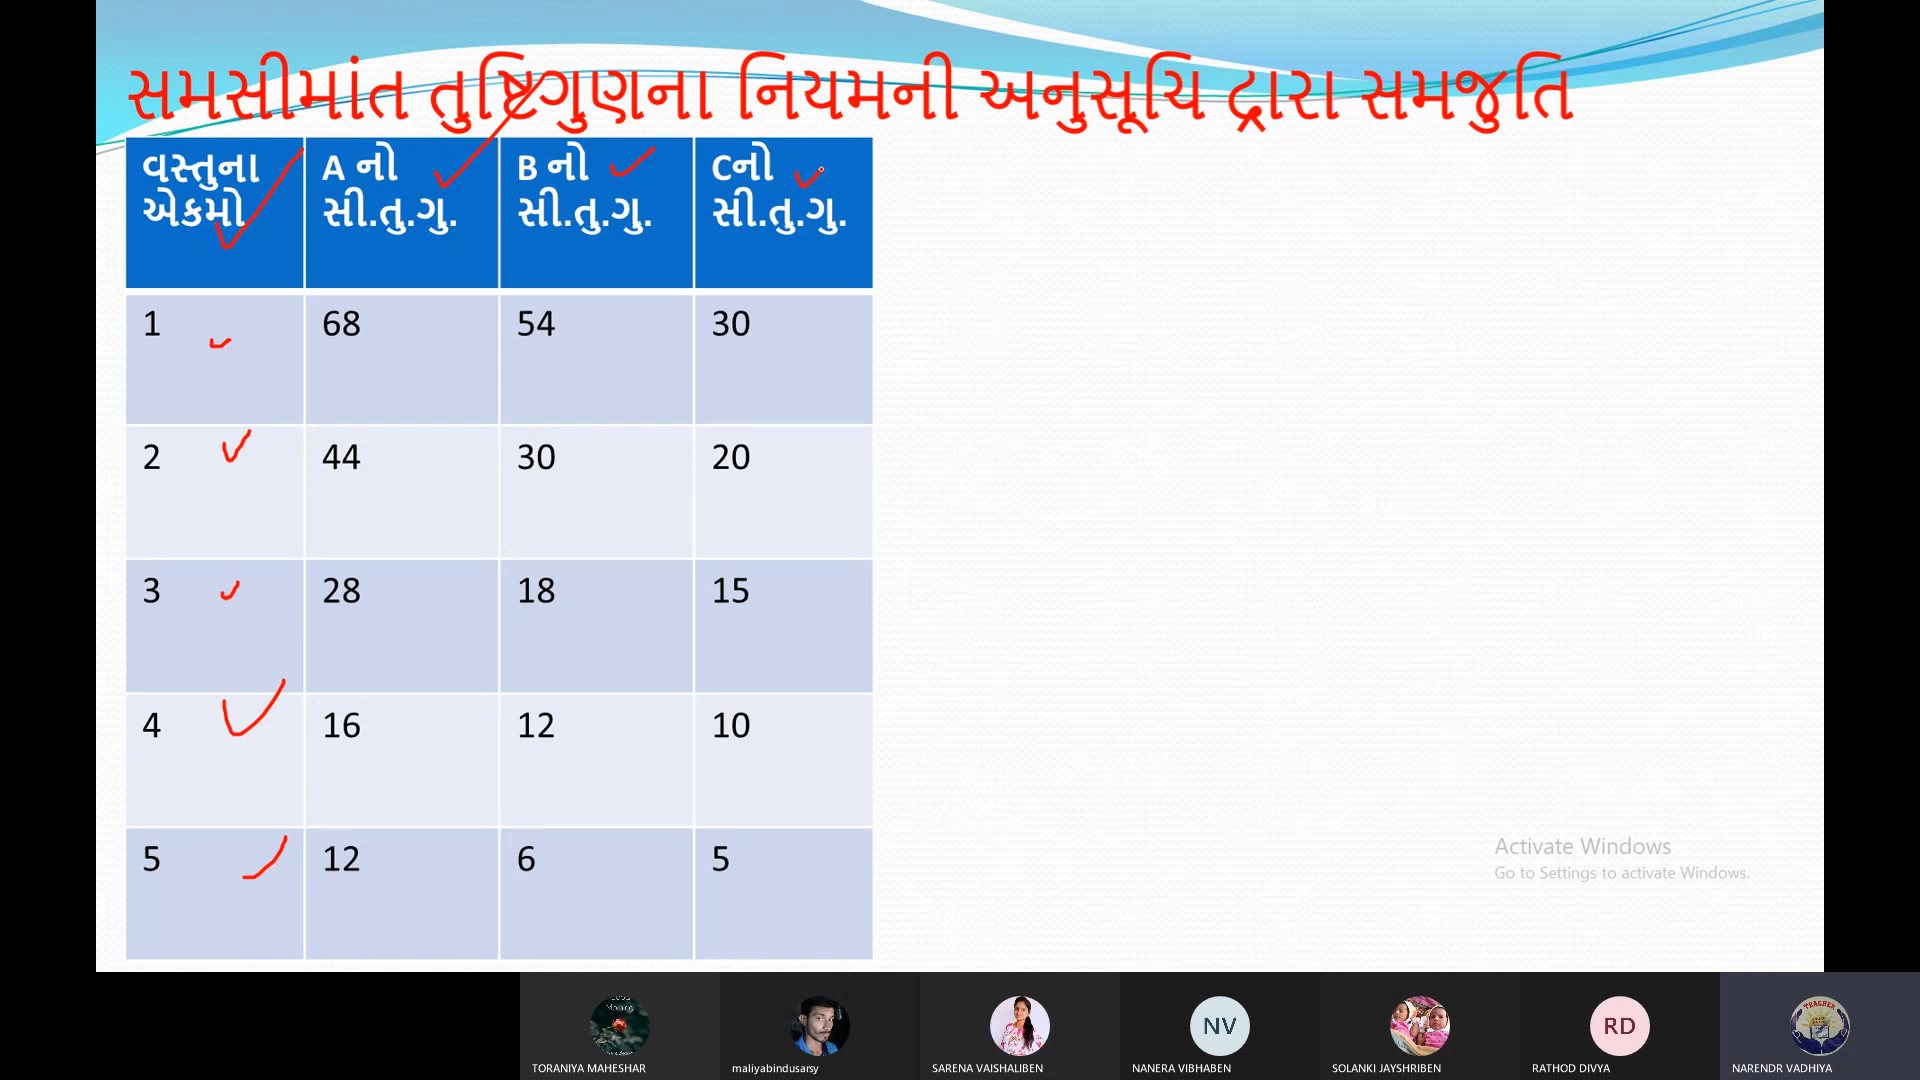 સમસીમાંત તુષ્ટિગુણના નિયમની અનુસૂચિ દ્રારા સમજુતિ
વસ્તુના એકમો A નો સી.તુ.ગુ. B નો સી.તુ.ગુ. Cનો સી.તુ.ગુ.
1 68 54 30
2 44 30 20
3 28 18 15
4 16 12 10
5 12 6 5
Activate Windows
Go to Settings to activate Windows.
Morning
TEACHER
NV
RD
TORANIYA MAHESHAR
maliyabindusarsy
SARENA VAISHALIBEN
NANERA VIBHABEN
SOLANKI JAYSHRIBEN
RATHOD DIVYA
NARENDR VADHIYA